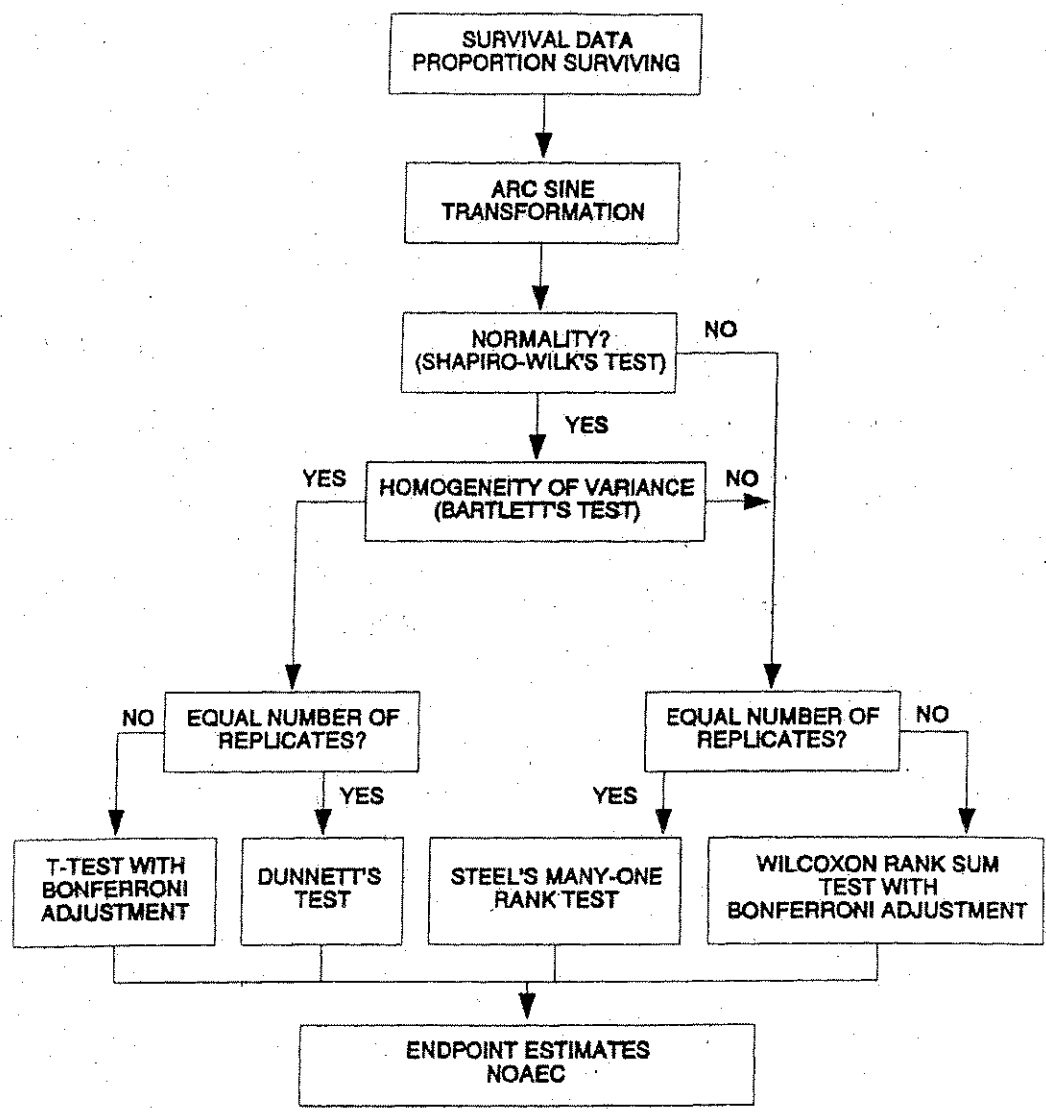 SURVIVAL DATA
PROPORTION SURVIVING
ARC SINE
TRANSFORMATION
NORMALITY?
(SHAPIRO-WILK'S TEST)
NO
YES
YES
HOMOGENEITY OF VARIANCE
(BARTLETT'S TEST)
NO
NO
EQUAL NUMBER OF
REPLICATES?
EQUAL NUMBER OF
REPLICATES?
NO
YES
YES
T-TEST WITH
BONFERRONI
ADJUSTMENT
DUNNETT'S
TEST
STEEL'S MANY-ONE
RANK TEST
WILCOXON RANK SUM
TEST WITH
BONFERRONI ADJUSTMENT
ENDPOINT ESTIMATES
NOAEC